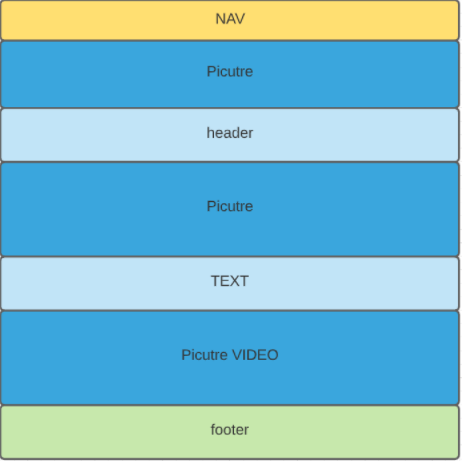 NAV
Picutre
header
Picutre
TEXT
Picutre VIDEO
footer